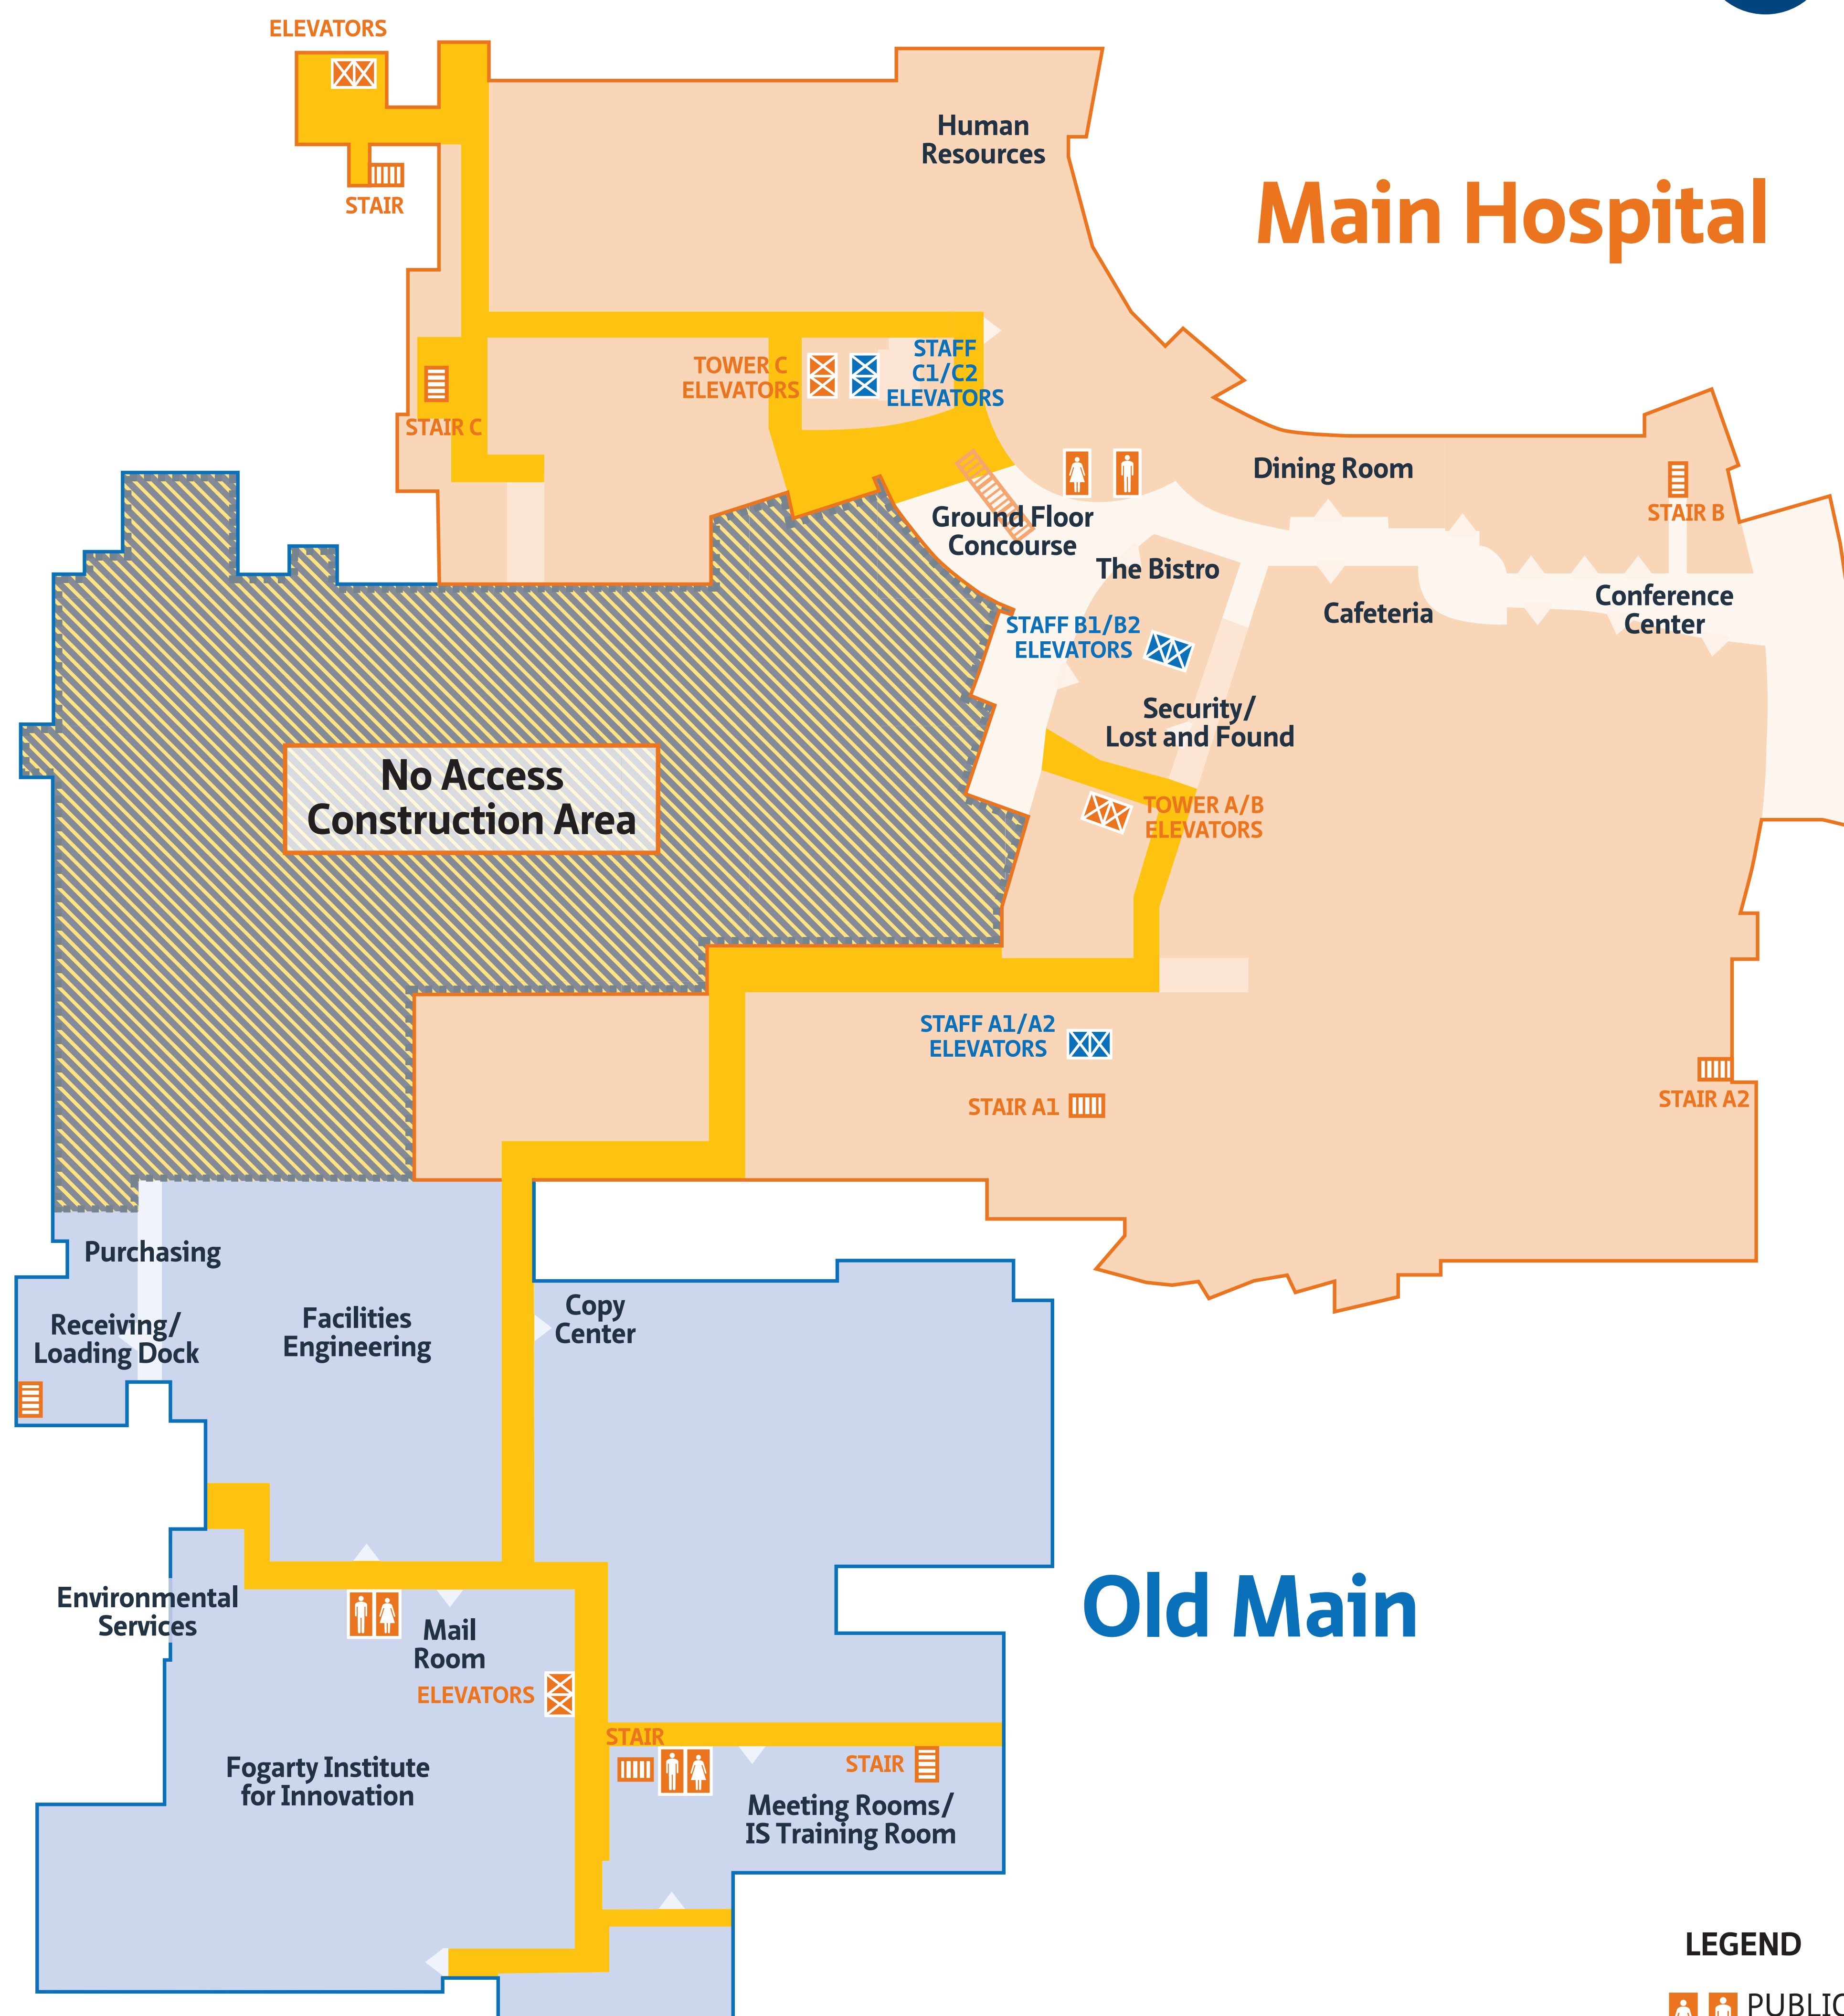 ELEVATORS
STAIR
Human
Resources
Main Hospital
TOWER C
ELEVATORS
STAFF
C1/C2
ELEVATORS
STAIR C
Dining Room
STAIR B
Ground Floor
Concourse
The Bistro
STAFF B1/B2
ELEVATORS
Cafeteria
Conference
Center
Security/
Lost and Found
No Access
Construction Area
TOWER A/B
ELEVATORS
STAFF A1/A2
ELEVATORS
STAIR A1
STAIR A2
Purchasing
Receiving/
Loading Dock
Facilities
Engineering
Copy
Center
Old Main
Environmental
Services
Mail
Room
ELEVATORS
STAIR
STAIR
Fogarty Institute
for Innovation
Meeting Rooms/
IS Training Room
LEGEND
PUBLIC